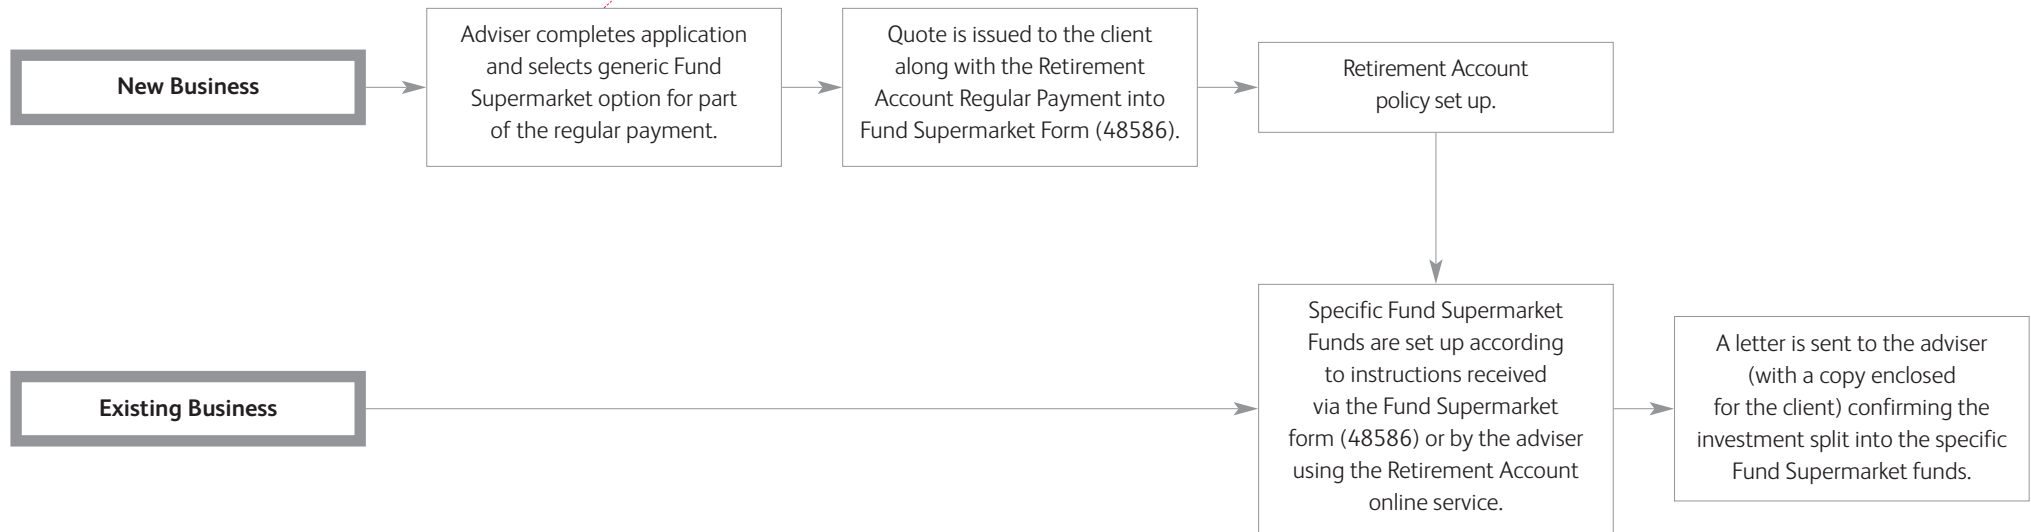 New Business
Adviser completes application
and selects generic Fund
Supermarket option for part
of the regular payment.
Quote is issued to the client
along with the Retirement
Account Regular Payment into
Fund Supermarket Form (48586).
Retirement Account
policy set up.
Existing Business
Specific Fund Supermarket
Funds are set up according
to instructions received
via the Fund Supermarket
form (48586) or by the adviser
using the Retirement Account
online service.
A letter is sent to the adviser
(with a copy enclosed
for the client) confirming the
investment split into the specific
Fund Supermarket funds.